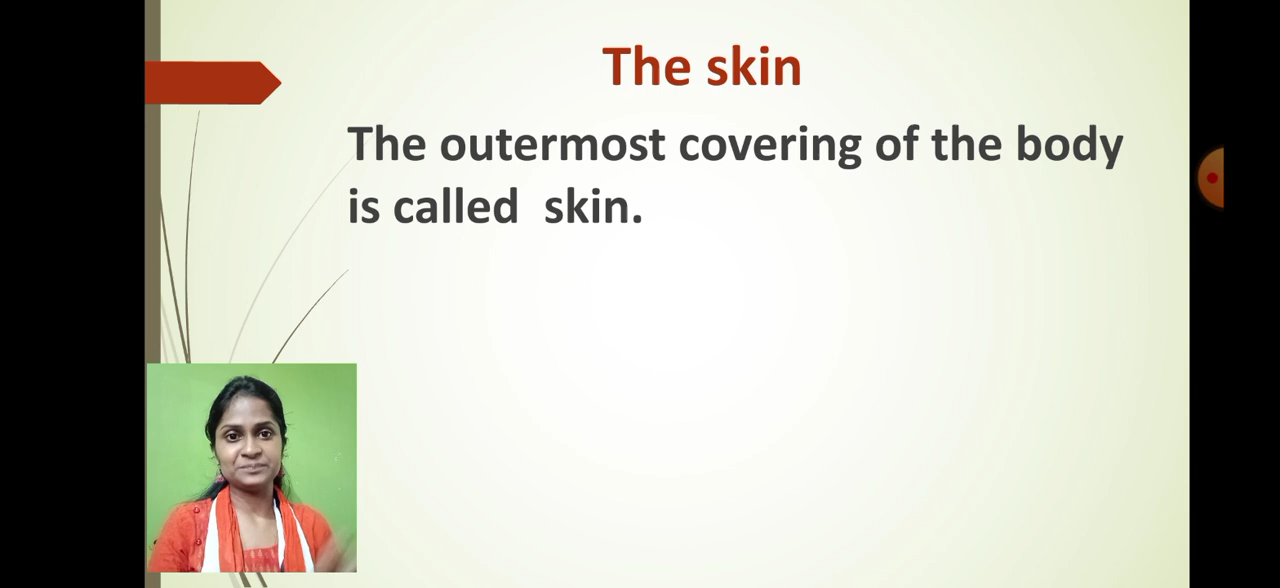 The skin
The outermost covering of the body
is called  skin.